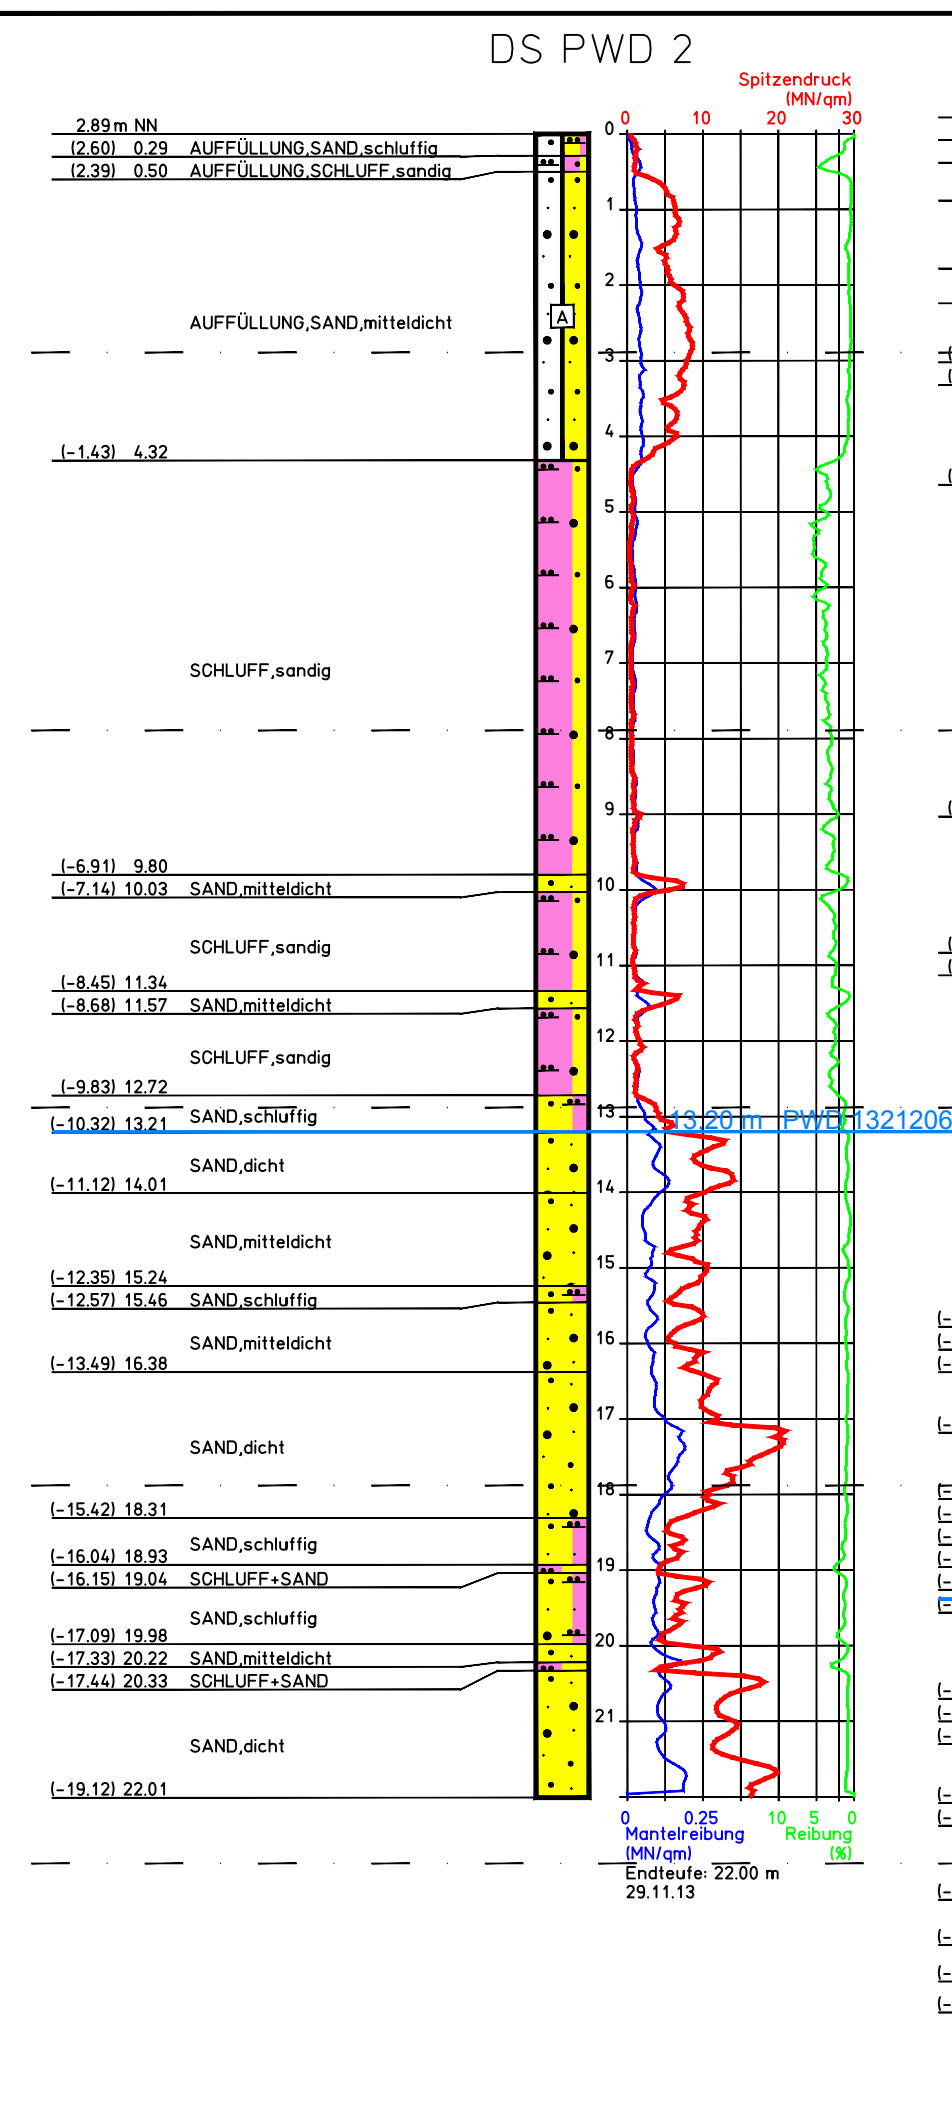 DS PWD 2
Spitzendruck
(MN/qm)
0 10 20 30
2.89 m NN
(2.60) 0.29 AUFFÜLLUNG,SAND,schluffig
(2.39) 0.50 AUFFÜLLUNG,SCHLUFF,sandig
0
1
2
AUFFÜLLUNG,SAND,mitteldicht
A
3
4
(-1.43) 4.32
5
6
SCHLUFF,sandig
7
8
9
(-6.91) 9.80
(-7.14) 10.03 SAND,mitteldicht
10
SCHLUFF,sandig
11
(-8.45) 11.34
(-8.68) 11.57 SAND,mitteldicht
12
SCHLUFF,sandig
(-9.83) 12.72
13
SAND,schluffig
(-10.32) 13.21
13,20 m PWD 1321206
SAND,dicht
(-11.12) 14.01
14
SAND,mitteldicht
15
(-12.35) 15.24
(-12.57) 15.46 SAND,schluffig
SAND,mitteldicht
16
(-13.49) 16.38
17
SAND,dicht
18
(-15.42) 18.31
SAND,schluffig
(-16.04) 18.93
19
(-16.15) 19.04 SCHLUFF+SAND
SAND,schluffig
(-17.09) 19.98
20
(-17.33) 20.22 SAND,mitteldicht
(-17.44) 20.33 SCHLUFF+SAND
21
SAND,dicht
(-19.12) 22.01
0 0.25 10 5 0
Mantelreibung Reibung
(MN/qm) (%)
Endteufe: 22.00 m
29.11.13